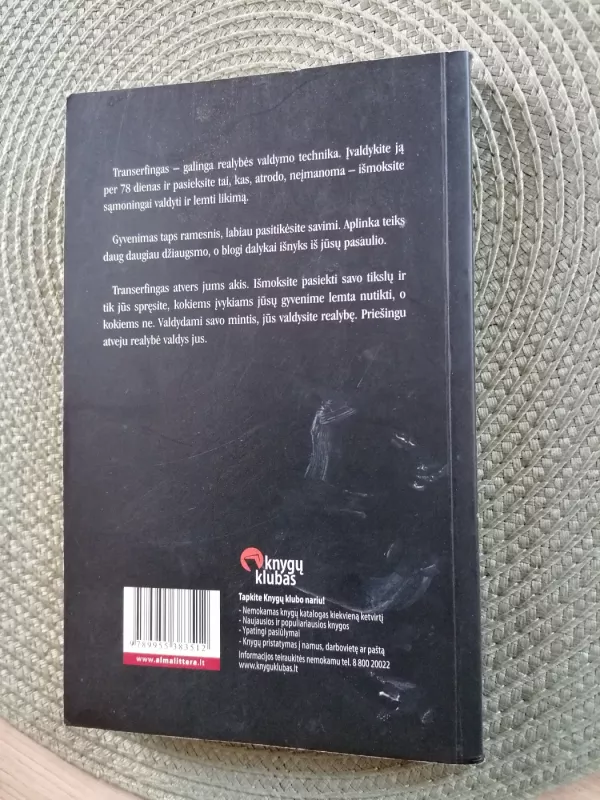 Transerfingas – galinga realybės valdymo technika. Įvaldykite ją
per 78 dienas ir pasieksite tai, kas, atrodo, neįmanoma – išmoksite
sąmoningai valdyti ir lemti likimą.
Gyvenimas taps ramesnis, labiau pasitikėsite savimi. Aplinka teiks
daug daugiau džiaugsmo, o blogi dalykai išnyks iš jūsų pasaulio.
Transerfingas atvers jums akis. Išmoksite pasiekti savo tikslų ir
tik jūs spręsite, kokiems įvykiams jūsų gyvenime lemta nutikti, o
kokiems ne. Valdydami savo mintis, jūs valdysite realybę. Priešingu
atveju realybė valdys jus.
knygų
klubas
Tapkite Knygų klubo nariu!
- Nemokamas knygų katalogas kiekvieną ketvirtį
- Naujausios ir populiariausios knygos
- Ypatingi pasiūlymai
- Knygų pristatymas į namus, darbovietę ar paštą
Informacijos teiraukitės nemokamu tel. 8 800 20022
www.knyguklubas.lt
9 789955 383512
www.almalittera.lt